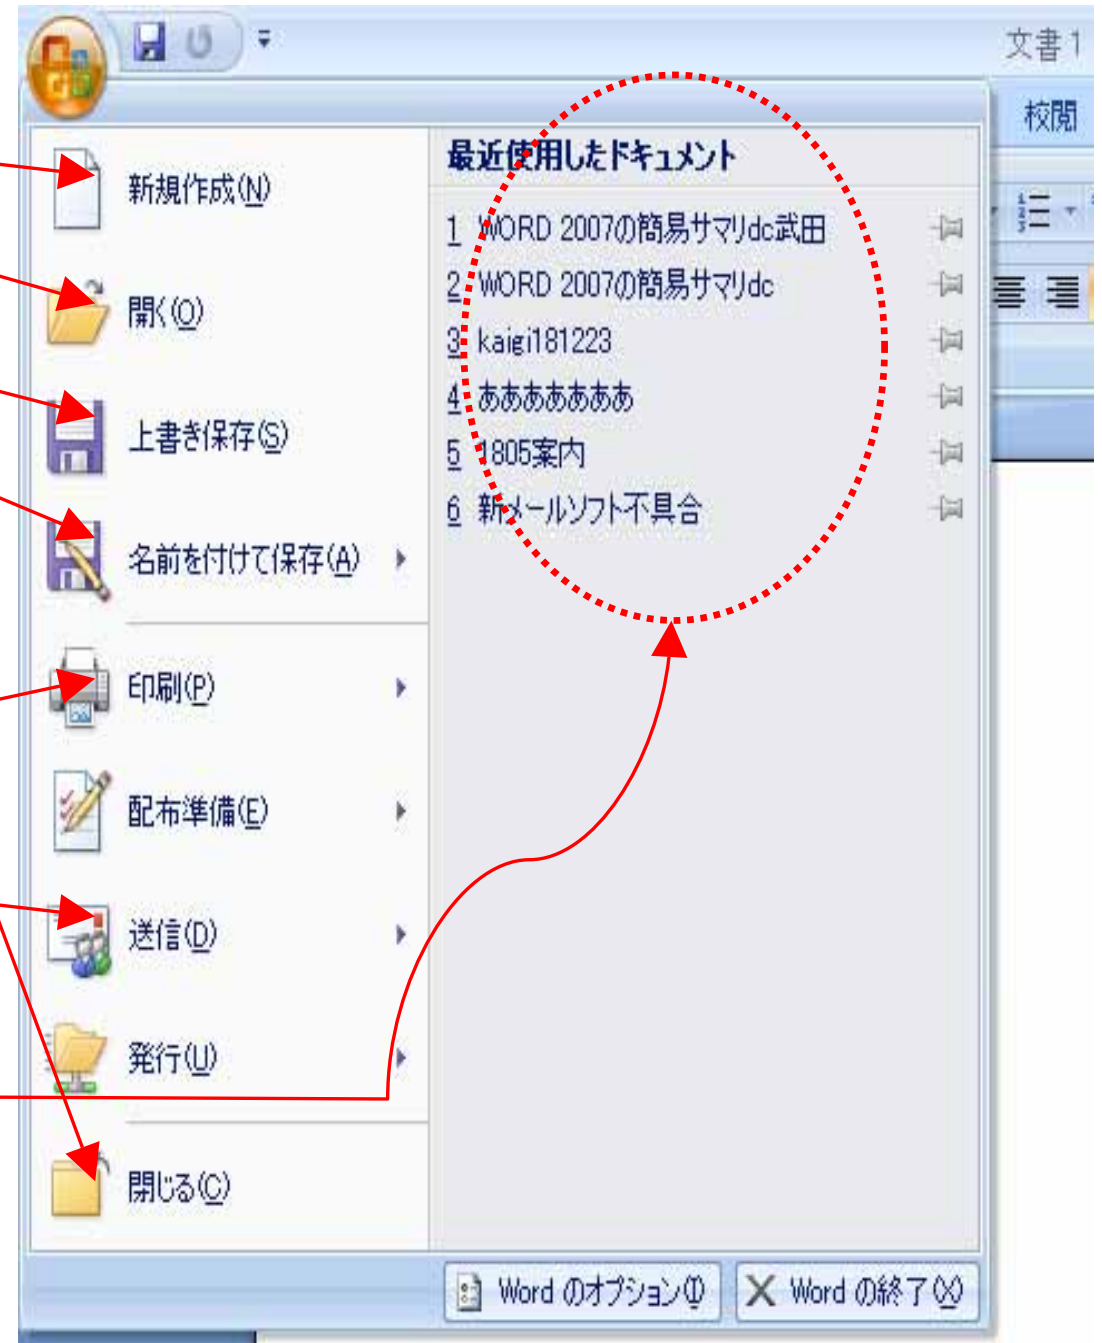 文書 1
校閲
最近使用したドキュメント
1 WORD 2007の簡易サマリdc武田
2 WORD 2007の簡易サマリdc
3 kaigi181223
4 あああああああ
5 1805案内
6 新メールソフト不具合
新規作成(N)
開く(O)
上書き保存(S)
名前を付けて保存(A)
印刷(P)
配布準備(E)
送信(D)
発行(U)
閉じる(C)
Word のオプション(I)
Word の終了(X)